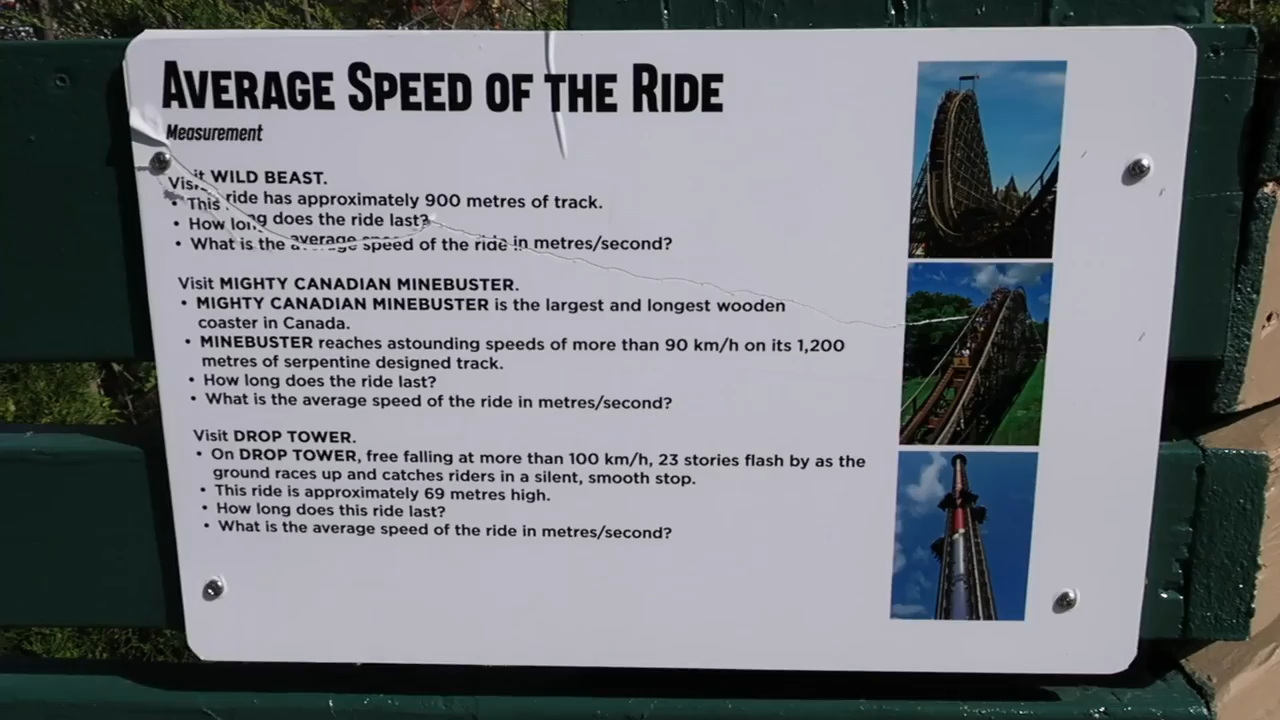 AVERAGE SPEED OF THE RIDE
Measurement
Visit WILD BEAST.
• This ride has approximately 900 metres of track.
• How long does the ride last?
• What is the average speed of the ride in metres/second?
Visit MIGHTY CANADIAN MINEBUSTER.
• MIGHTY CANADIAN MINEBUSTER is the largest and longest wooden
coaster in Canada.
• MINEBUSTER reaches astounding speeds of more than 90 km/h on its 1,200
metres of serpentine designed track.
• How long does the ride last?
• What is the average speed of the ride in metres/second?
Visit DROP TOWER.
• On DROP TOWER, free falling at more than 100 km/h, 23 stories flash by as the
ground races up and catches riders in a silent, smooth stop.
• This ride is approximately 69 metres high.
• How long does this ride last?
• What is the average speed of the ride in metres/second?